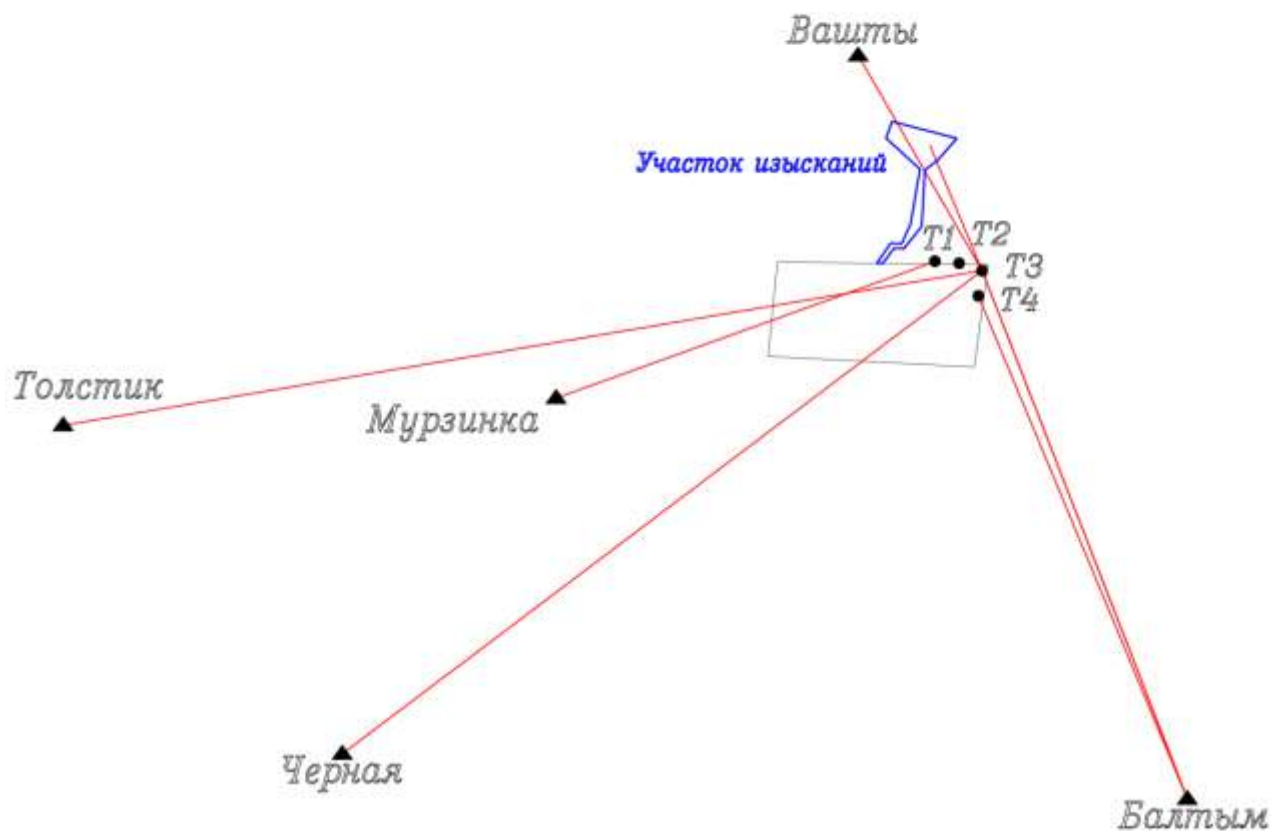 Вашты
Участок изысканий
Т1
Т2
Т3
Т4
Толстик
Мурзинка
Черная
Балтым